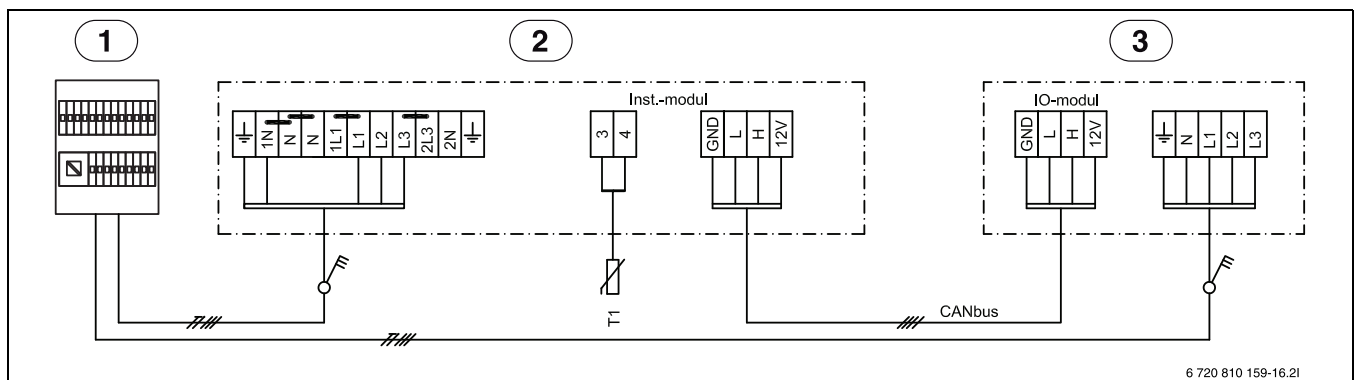 1 2 3
Inst.-modul
IO-modul
1N N N 1L1 L1 L2 L3 2L3 2N
3 4
GND L H 12V
GND L H 12V
N L1 L2 L3
T1
CANbus
6 720 810 159-16.2I